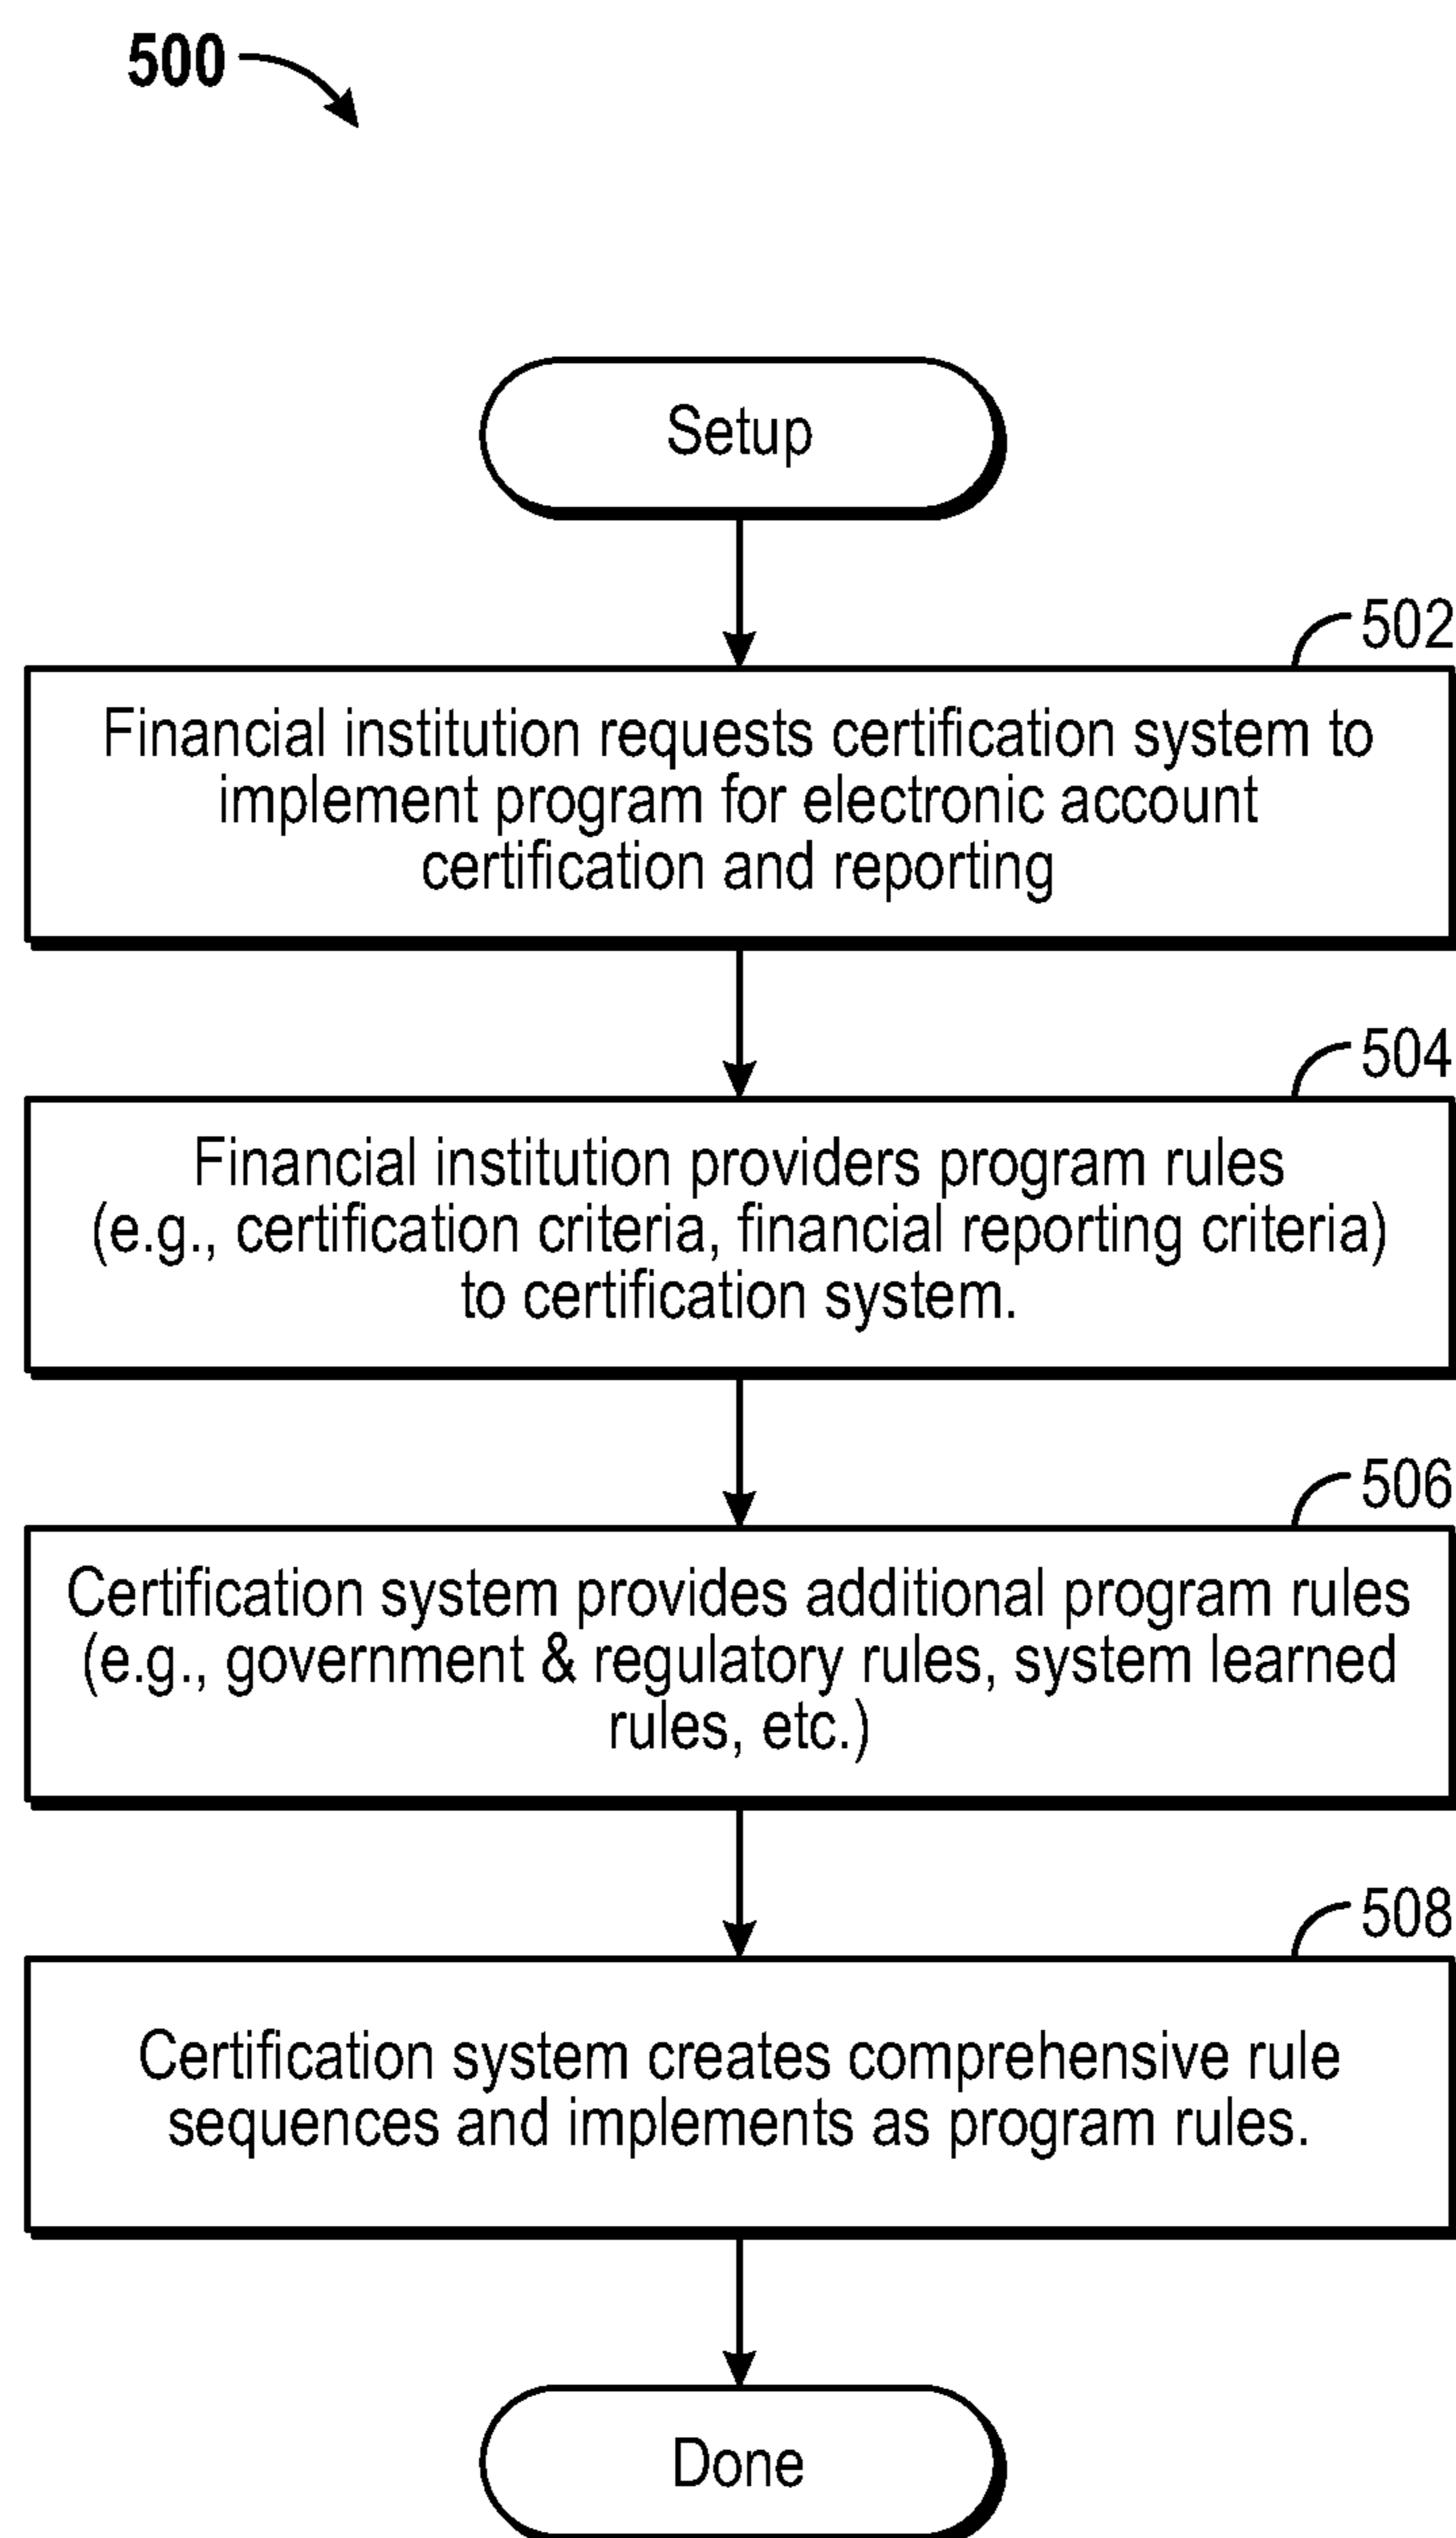 500
Setup
502
Financial institution requests certification system to
implement program for electronic account
certification and reporting
504
Financial institution providers program rules
(e.g., certification criteria, financial reporting criteria)
to certification system.
506
Certification system provides additional program rules
(e.g., government & regulatory rules, system learned
rules, etc.)
508
Certification system creates comprehensive rule
sequences and implements as program rules.
Done